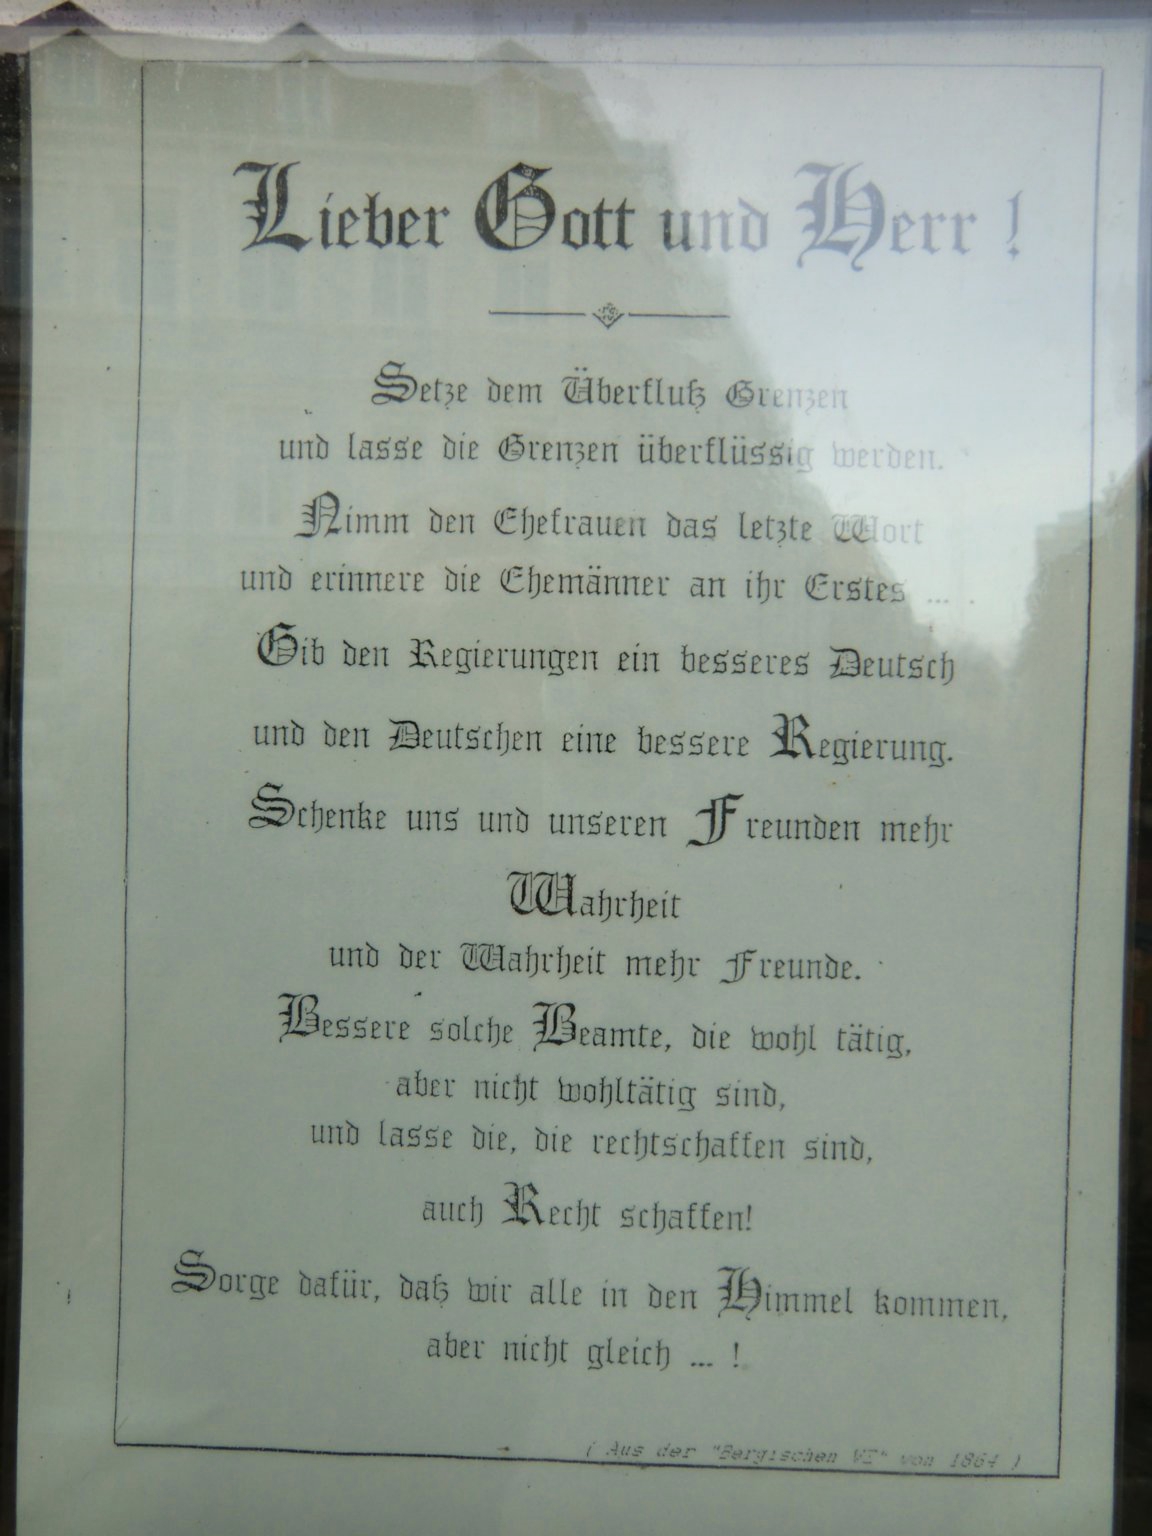 Lieber Gott und Herr !
Setze dem Überfluß Grenzen
und lasse die Grenzen überflüssig werden.
Nimm den Ehefrauen das letzte Wort
und erinnere die Ehemänner an ihr Erstes ...
Gib den Regierungen ein besseres Deutsch
und den Deutschen eine bessere Regierung.
Schenke uns und unseren Freunden mehr
Wahrheit
und der Wahrheit mehr Freunde.
Bessere solche Beamte, die wohl tätig,
aber nicht wohltätig sind,
und lasse die, die rechtschaffen sind,
auch Recht schaffen!
Sorge dafür, daß wir alle in den Himmel kommen,
aber nicht gleich ... !
( Aus der "Bergischen VZ" von 1864 )